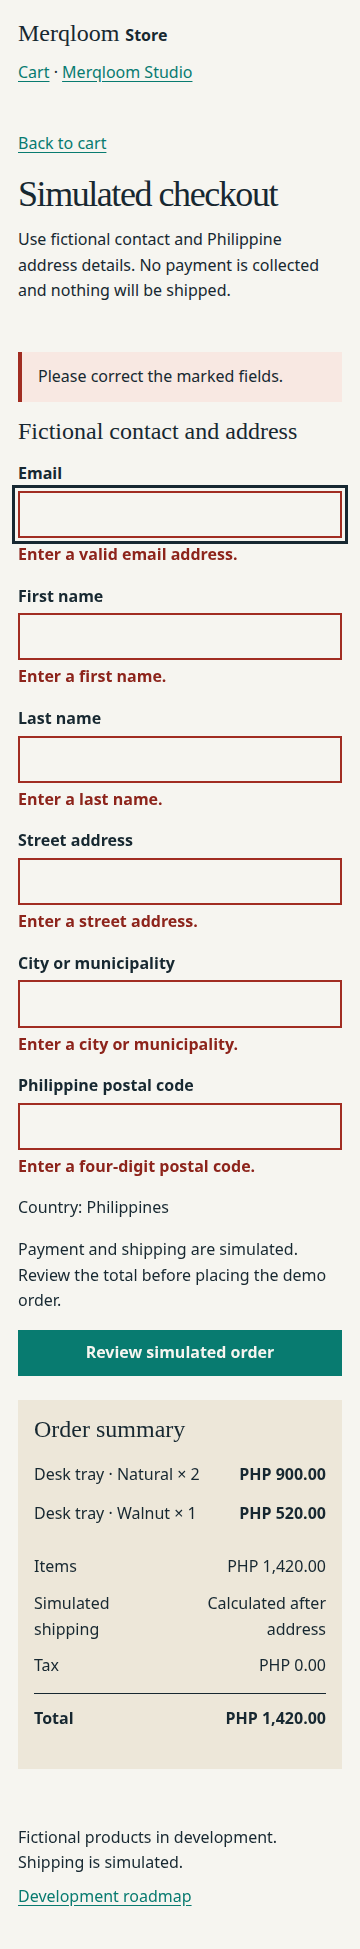 Merqloom Store
Cart · Merqloom Studio
Back to cart
Simulated checkout
Use fictional contact and Philippine
address details. No payment is collected
and nothing will be shipped.
Please correct the marked fields.
Fictional contact and address
Email
Enter a valid email address.
First name
Enter a first name.
Last name
Enter a last name.
Street address
Enter a street address.
City or municipality
Enter a city or municipality.
Philippine postal code
Enter a four-digit postal code.
Country: Philippines
Payment and shipping are simulated.
Review the total before placing the demo
order.
Review simulated order
Order summary
Desk tray · Natural × 2 PHP 900.00
Desk tray · Walnut × 1 PHP 520.00
Items PHP 1,420.00
Simulated shipping Calculated after address
Tax PHP 0.00
Total PHP 1,420.00
Fictional products in development.
Shipping is simulated.
Development roadmap